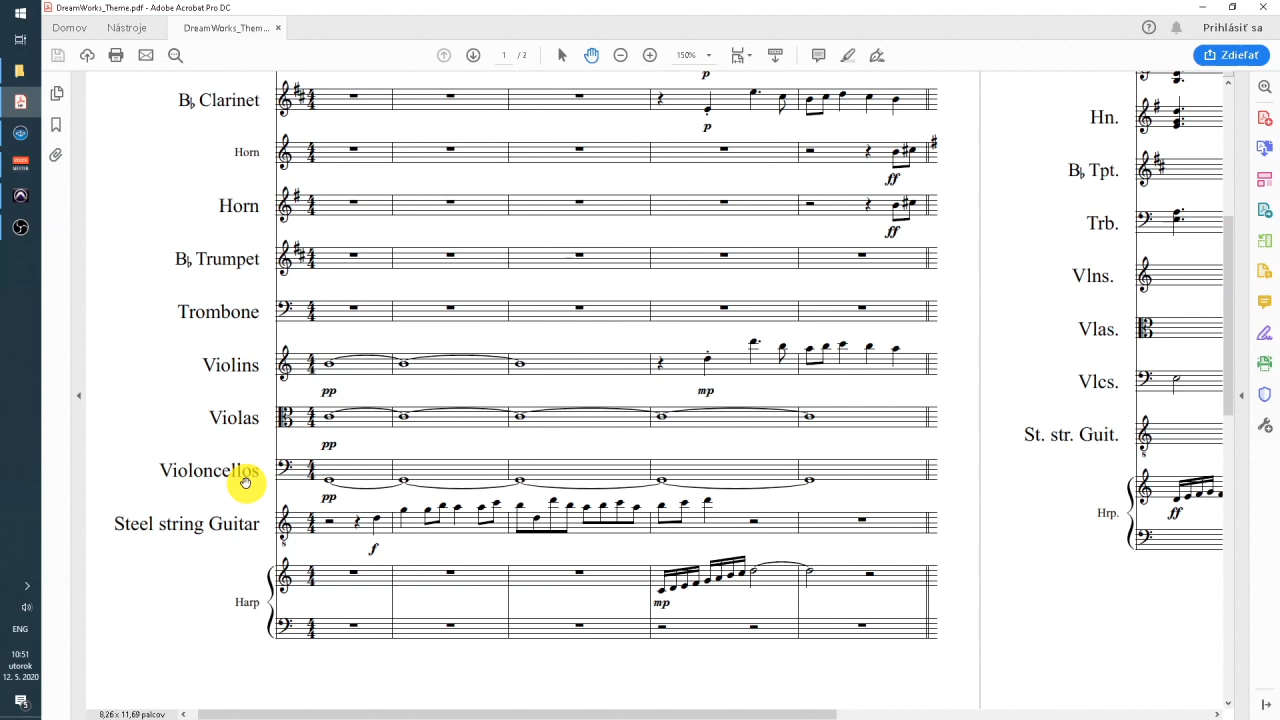 DreamWorks_Theme.pdf - Adobe Acrobat Pro DC
Domov Nástroje DreamWorks_Them... × Prihlásiť sa
1 / 2 150% Zdieľať
p
B♭ Clarinet
p
Horn
ff
Horn
ff
B♭ Trumpet
Trombone
Violins
pp mp
Violas
pp
Violoncellos
pp
Steel string Guitar
f
Harp
mp
Hn.
B♭ Tpt.
Trb.
Vlns.
Vlas.
Vlcs.
St. str. Guit.
Hrp.
ff
8,26 x 11,69 palcov
ENG
10:51
utorok
12. 5. 2020
5